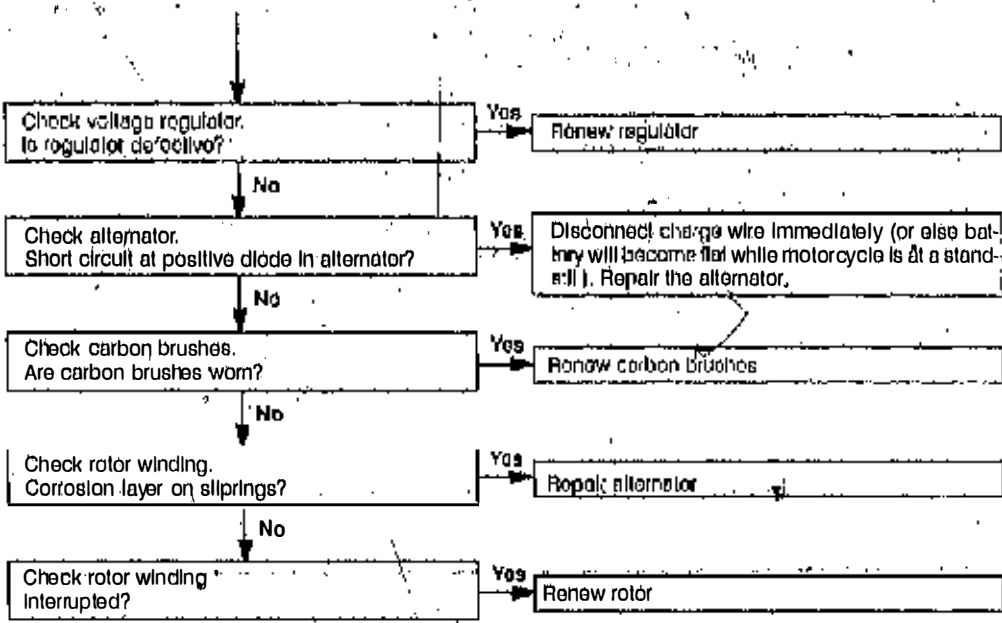 Check voltage regulator.
Is regulator defective?
Yes
Renew regulator
No
Check alternator.
Short circuit at positive diode in alternator?
Yes
Disconnect charge wire immediately (or else bat-
tery will become flat while motorcycle is at a stand-
still). Repair the alternator.
No
Check carbon brushes.
Are carbon brushes worn?
Yes
Renew carbon brushes
No
Check rotor winding.
Corrosion layer on sliprings?
Yes
Repair alternator
No
Check rotor winding
Interrupted?
Yes
Renew rotor